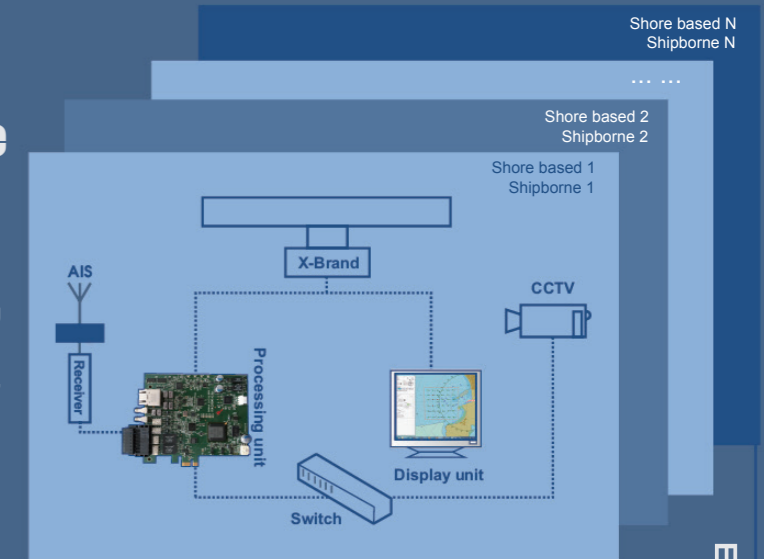 Shore based N
Shipborne N
... ...
Shore based 2
Shipborne 2
Shore based 1
Shipborne 1
X-Brand
AIS
CCTV
Receiver
Processing unit
Display unit
Switch
e
E